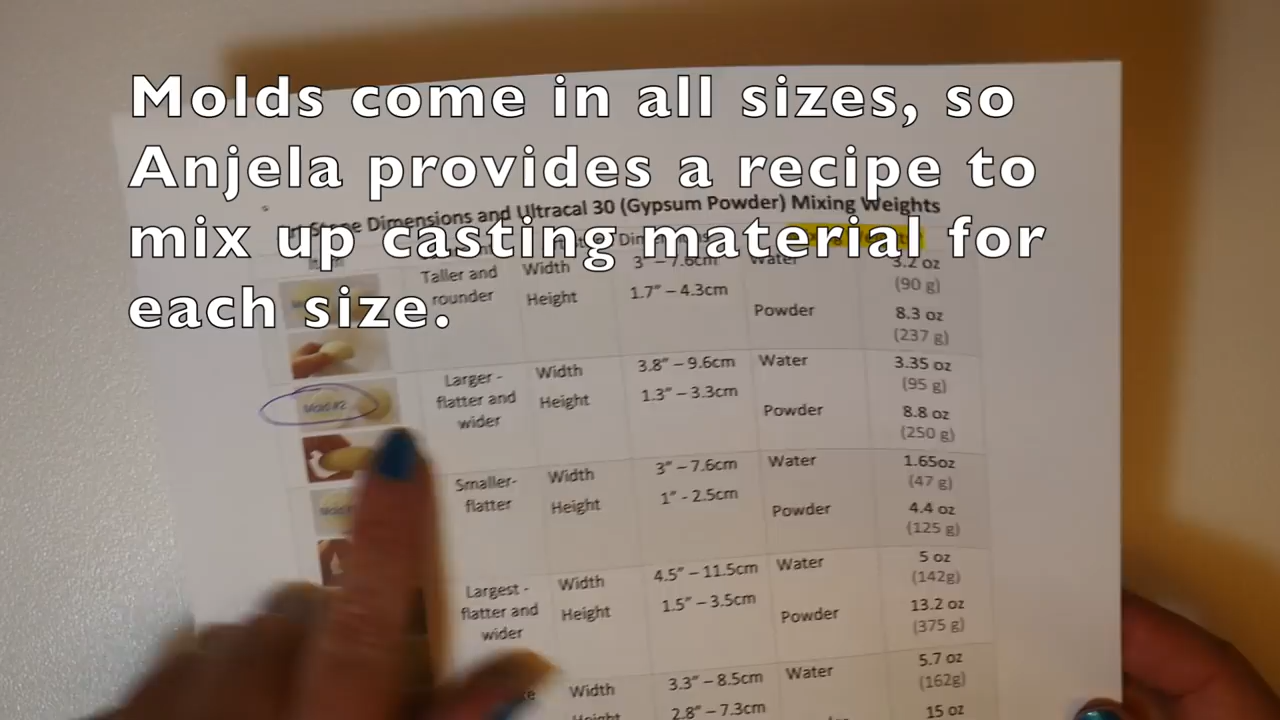 Molds come in all sizes, so
Anjela provides a recipe to
mix up casting material for
each size.
Stone Dimensions and Ultracal 30 (Gypsum Powder) Mixing Weights
Taller and rounder
Width 3" – 7.6cm
Height 1.7" – 4.3cm
Water 3.2 oz (90 g)
Powder 8.3 oz (237 g)
Mold #2
Larger - flatter and wider
Width 3.8" – 9.6cm
Height 1.3" – 3.3cm
Water 3.35 oz (95 g)
Powder 8.8 oz (250 g)
Mold
Smaller- flatter
Width 3" – 7.6cm
Height 1" - 2.5cm
Water 1.65oz (47 g)
Powder 4.4 oz (125 g)
Largest - flatter and wider
Width 4.5" – 11.5cm
Height 1.5" – 3.5cm
Water 5 oz (142g)
Powder 13.2 oz (375 g)
Width 3.3" – 8.5cm
Height 2.8" – 7.3cm
Water 5.7 oz (162g)
15 oz